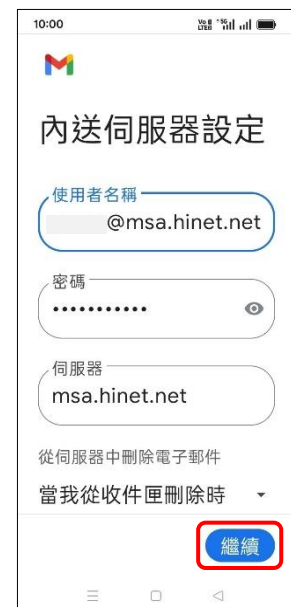 10:00
內送伺服器設定
使用者名稱
@msa.hinet.net
密碼
•••••••••••
伺服器
msa.hinet.net
從伺服器中刪除電子郵件
當我從收件匣刪除時
繼續